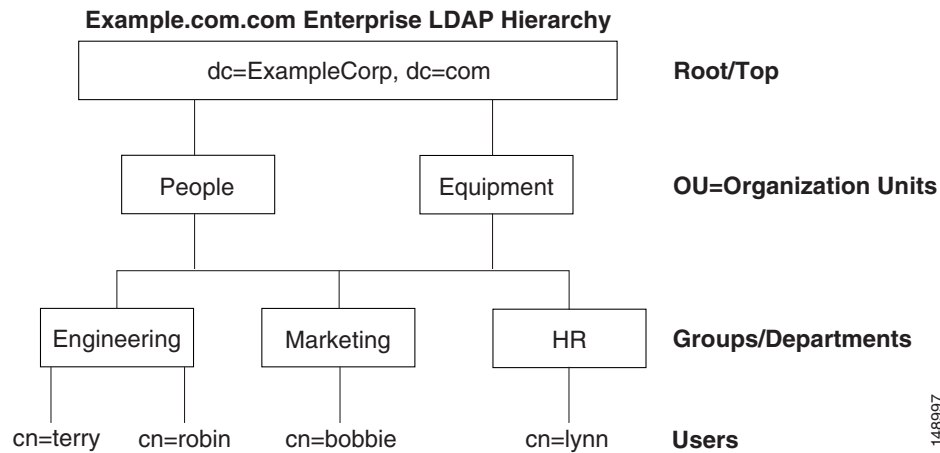 Example.com.com Enterprise LDAP Hierarchy
dc=ExampleCorp, dc=com
Root/Top
People
Equipment
OU=Organization Units
Engineering
Marketing
HR
Groups/Departments
cn=terry
cn=robin
cn=bobbie
cn=lynn
Users
148997